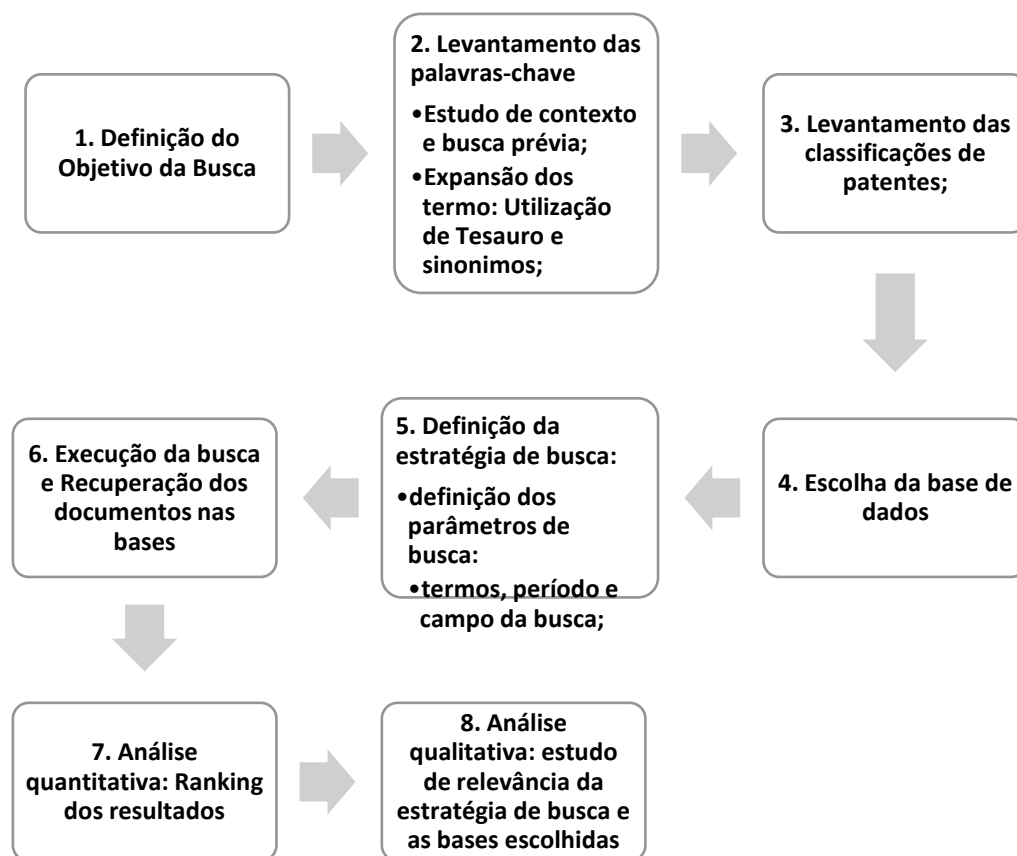 1. Definição do
Objetivo da Busca
2. Levantamento das
palavras-chave
•Estudo de contexto
e busca prévia;
•Expansão dos
termo: Utilização
de Tesauro e
sinonimos;
3. Levantamento das
classificações de
patentes;
4. Escolha da base de
dados
5. Definição da
estratégia de busca:
•definição dos
parâmetros de
busca:
•termos, período e
campo da busca;
6. Execução da busca
e Recuperação dos
documentos nas
bases
7. Análise
quantitativa: Ranking
dos resultados
8. Análise
qualitativa: estudo
de relevância da
estratégia de busca e
as bases escolhidas